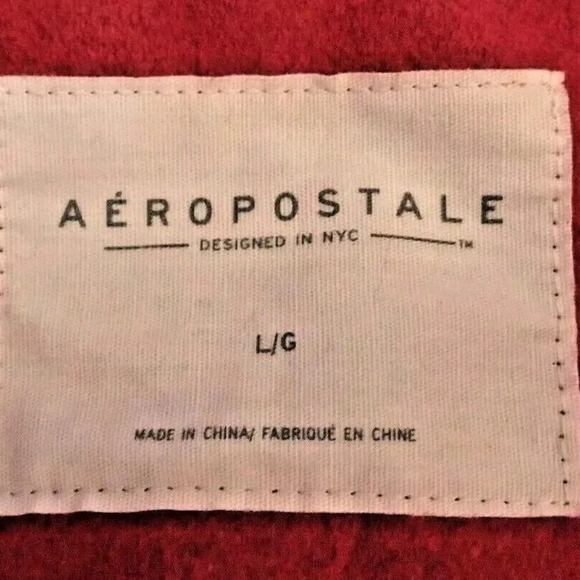 AÉROPOSTALE
DESIGNED IN NYC ™
L/G
MADE IN CHINA/ FABRIQUÉ EN CHINE